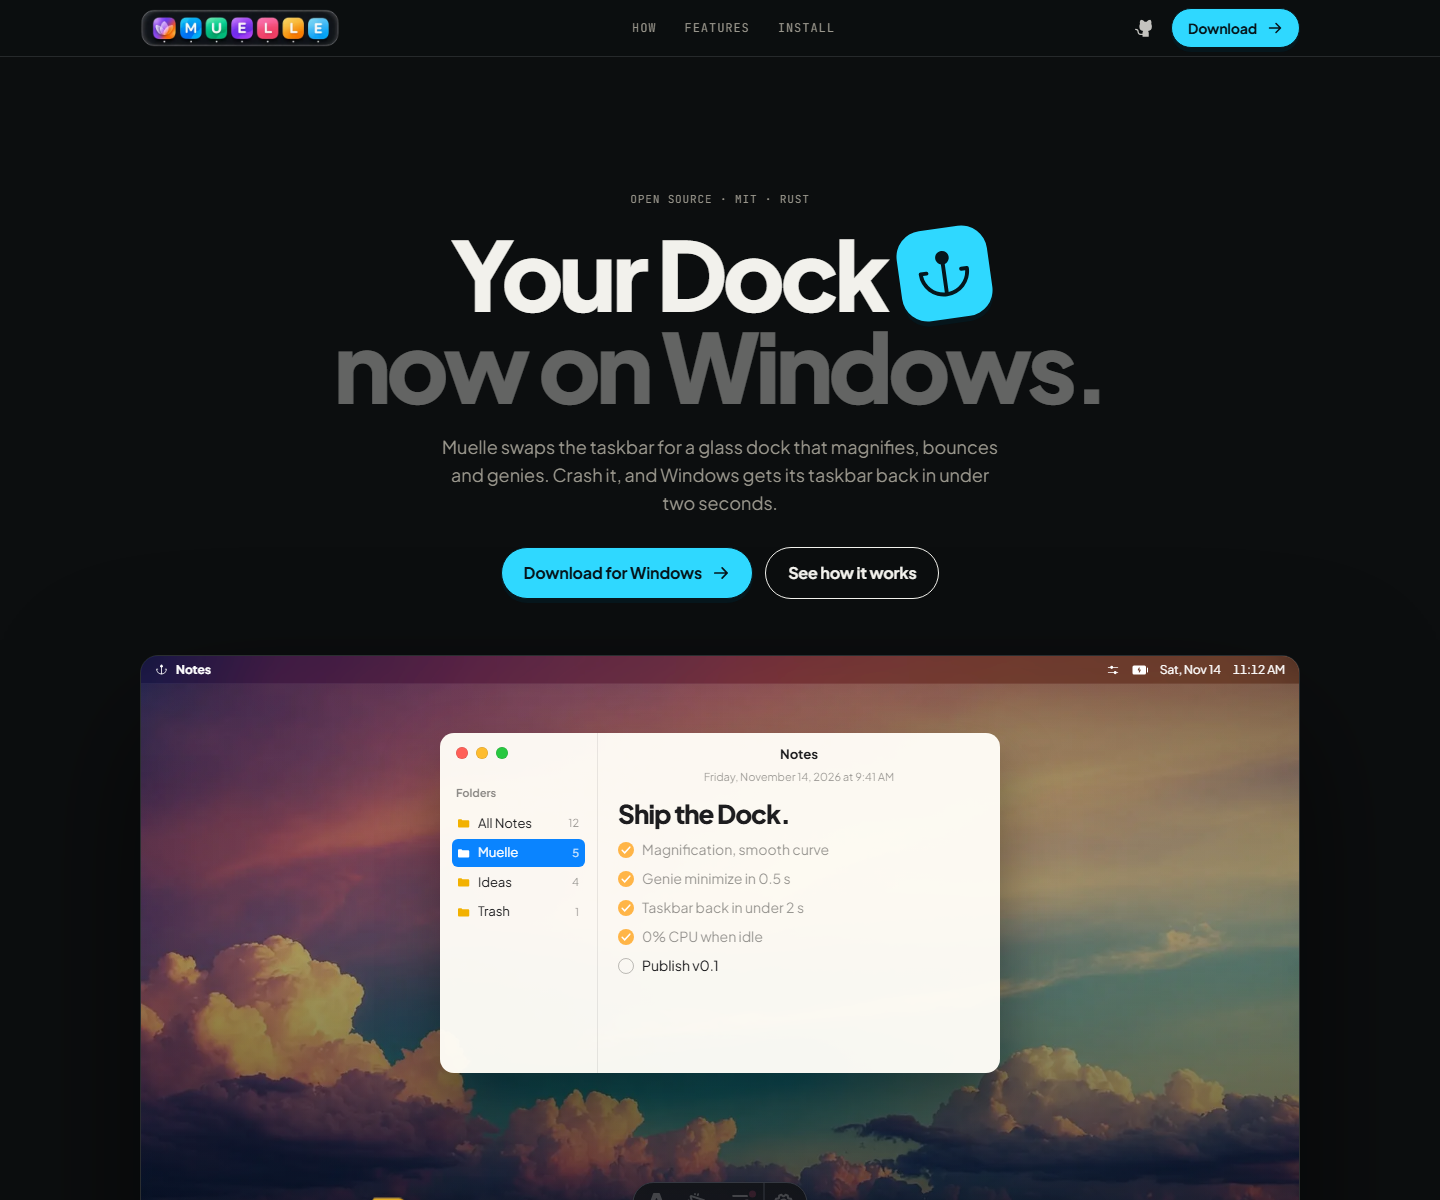 MUELLE
HOW
FEATURES
INSTALL
Download
OPEN SOURCE · MIT · RUST
Your Dock
now on Windows.
Muelle swaps the taskbar for a glass dock that magnifies, bounces
and genies. Crash it, and Windows gets its taskbar back in under
two seconds.
Download for Windows
See how it works
Notes
Sat, Nov 14
11:12 AM
Notes
Friday, November 14, 2026 at 9:41 AM
Folders
All Notes 12
Muelle 5
Ideas 4
Trash 1
Ship the Dock.
Magnification, smooth curve
Genie minimize in 0.5 s
Taskbar back in under 2 s
0% CPU when idle
Publish v0.1